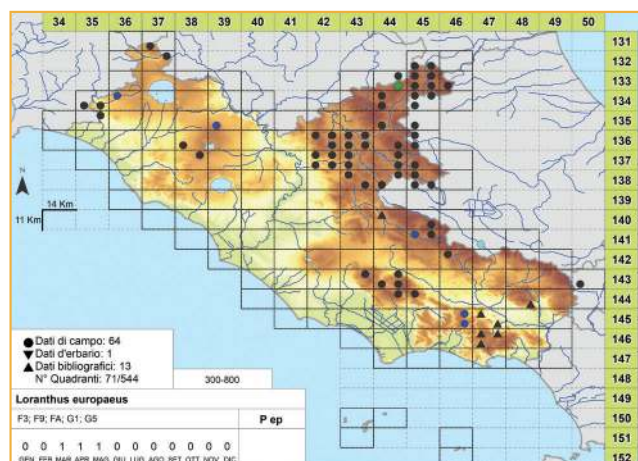 34 35 36 37 38 39 40 41 42 43 44 45 46 47 48 49 50
131
132
133
134
135
136
137
138
139
140
141
142
143
144
145
146
147
148
149
150
151
152
N
14 Km
11 Km
● Dati di campo: 64
▼ Dati d'erbario: 1
▲ Dati bibliografici: 13
N° Quadranti: 71/544
300-800
Loranthus europaeus
F3; F9; FA; G1; G5
P ep
0 0 1 1 1 0 0 0 0 0 0 0
GEN FEB MAR APR MAG GIU LUG AGO SET OTT NOV DIC